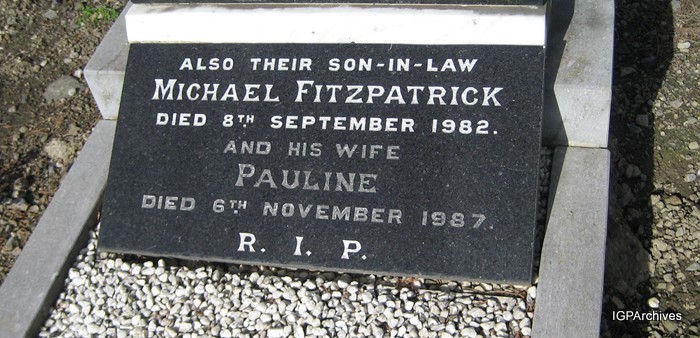 ALSO THEIR SON-IN-LAW
MICHAEL FITZPATRICK
DIED 8TH SEPTEMBER 1982.
AND HIS WIFE
PAULINE
DIED 6TH NOVEMBER 1987.
R. I. P.
IGPArchives